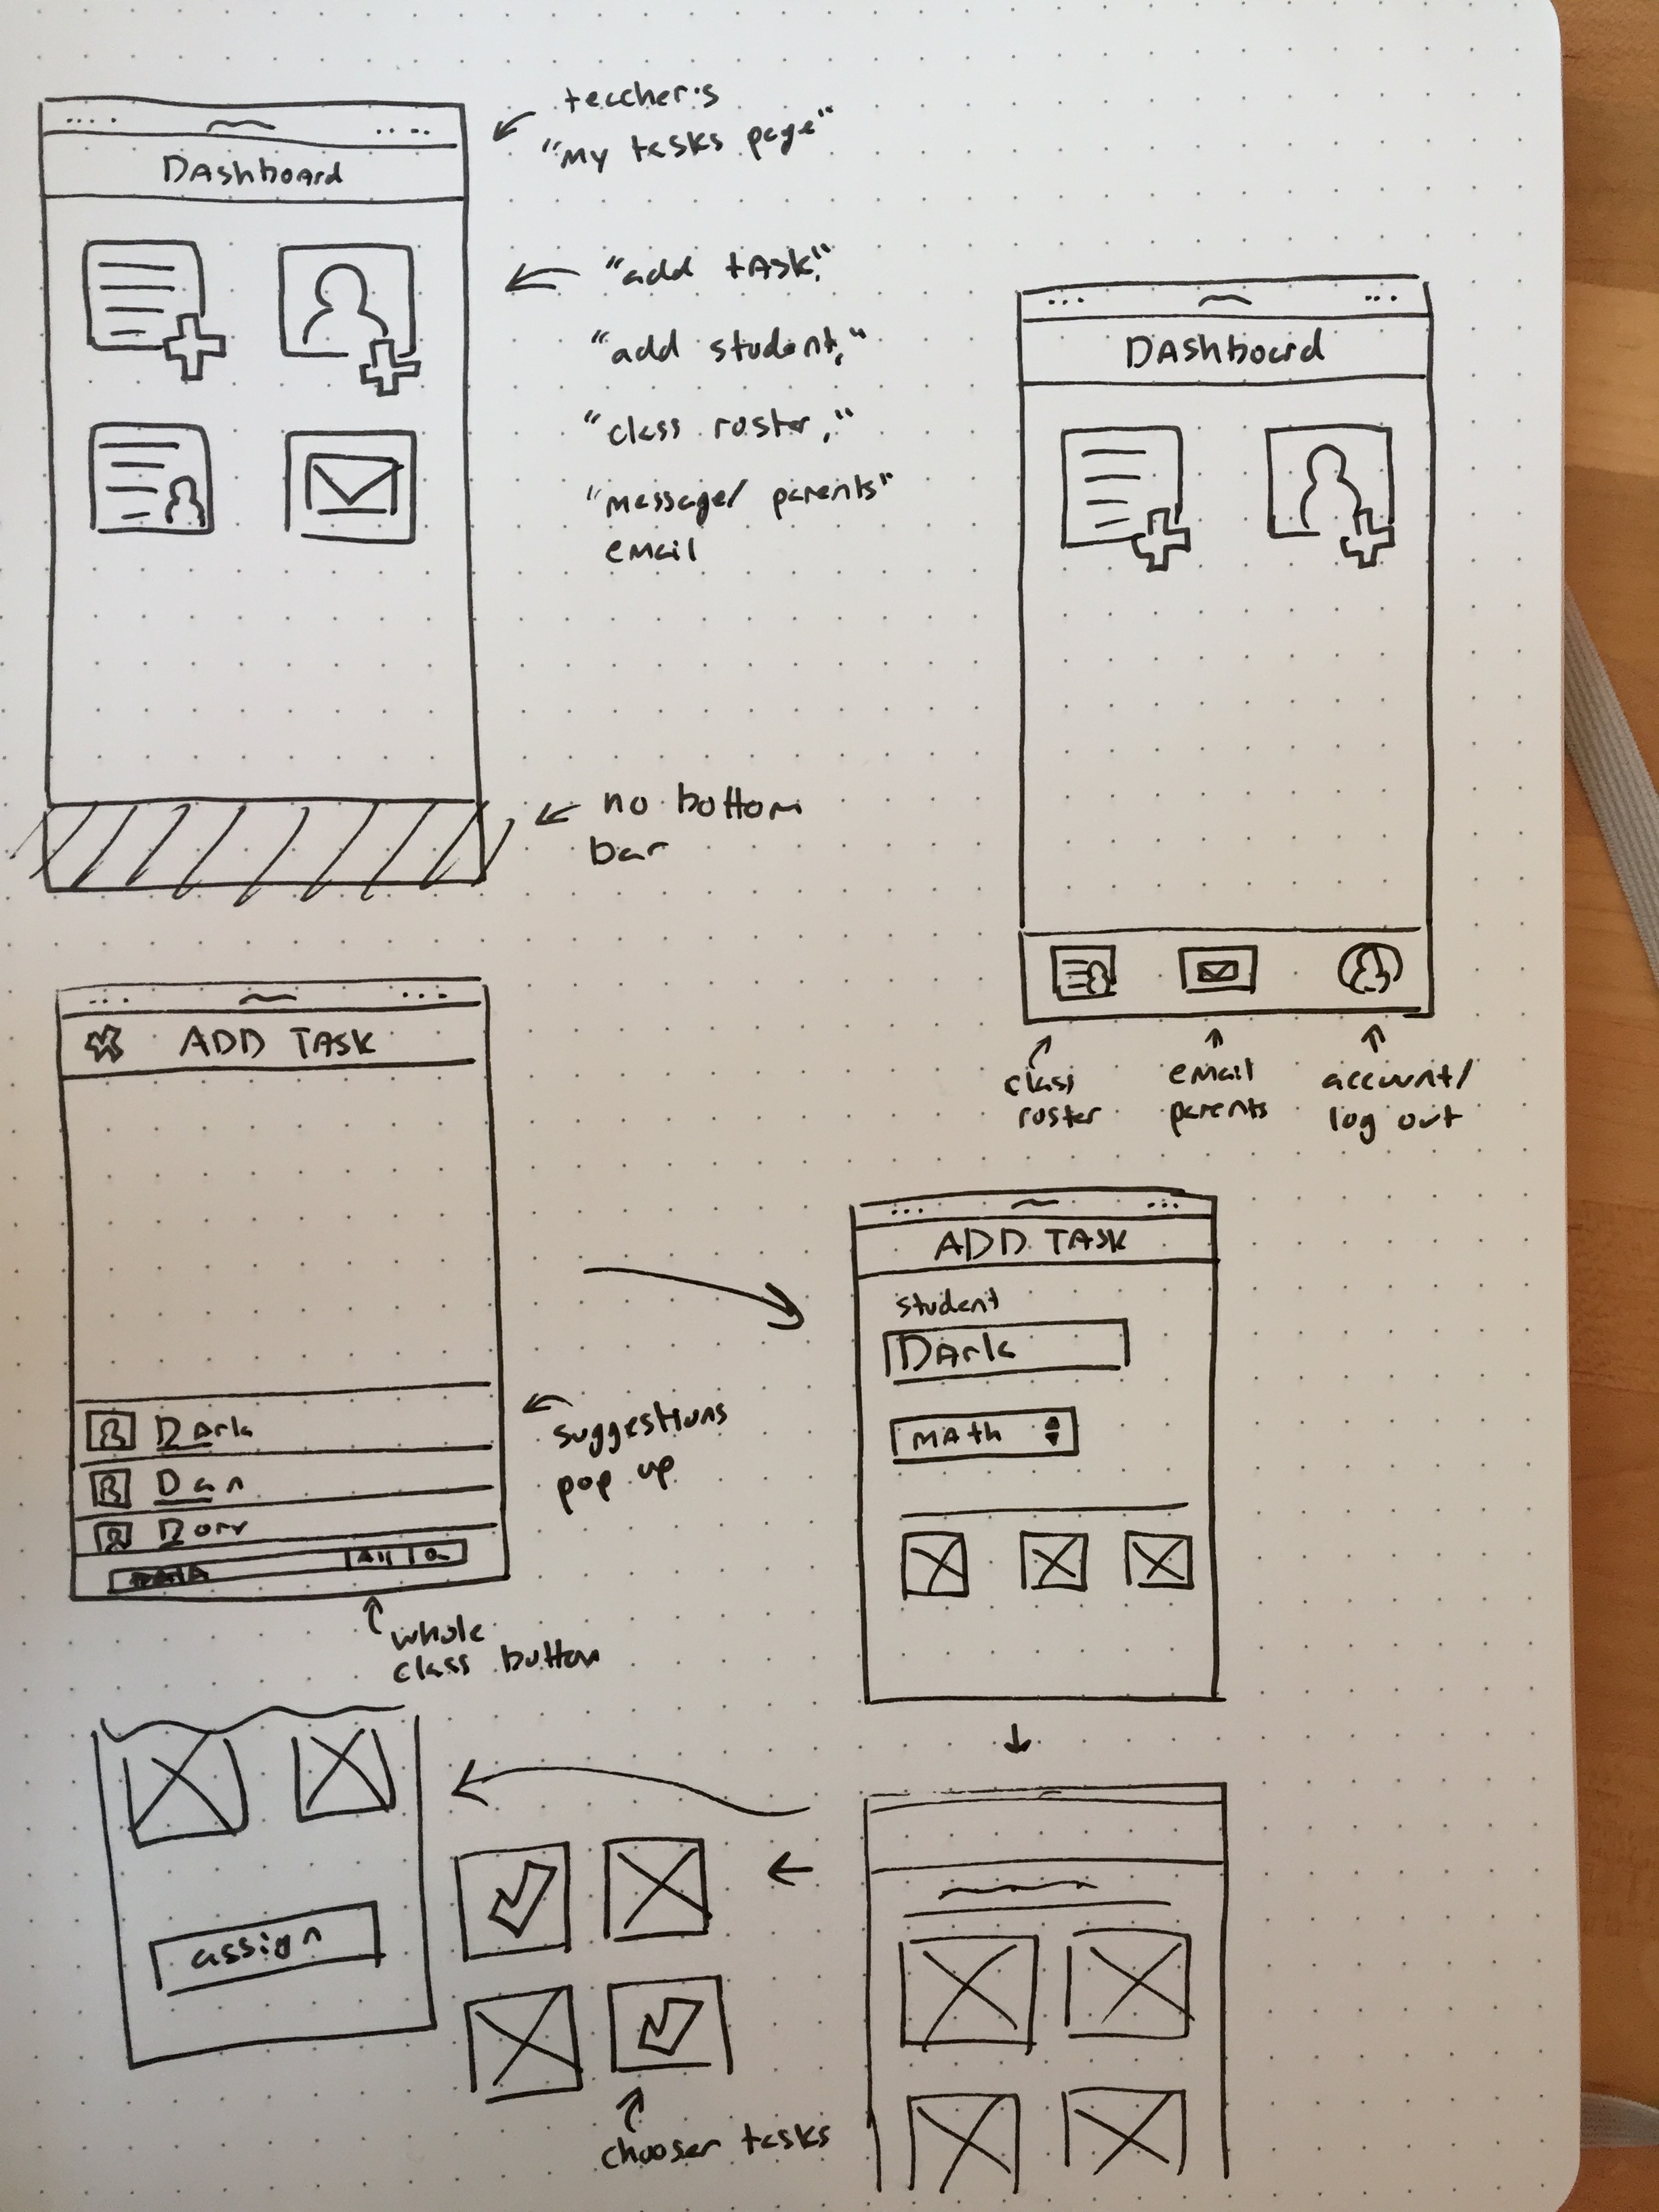 teacher's
"My tasks page"
Dashboard
"add task,"
"add student,"
"class roster,"
"message/ parents"
email
no bottom
bar
Dashboard
class
roster
email
parents
account/
log out
ADD TASK
Dark
Dan
Dorr
All
suggestions
pop up
whole
class button
ADD TASK
student
Dark
math
assign
chooser tasks